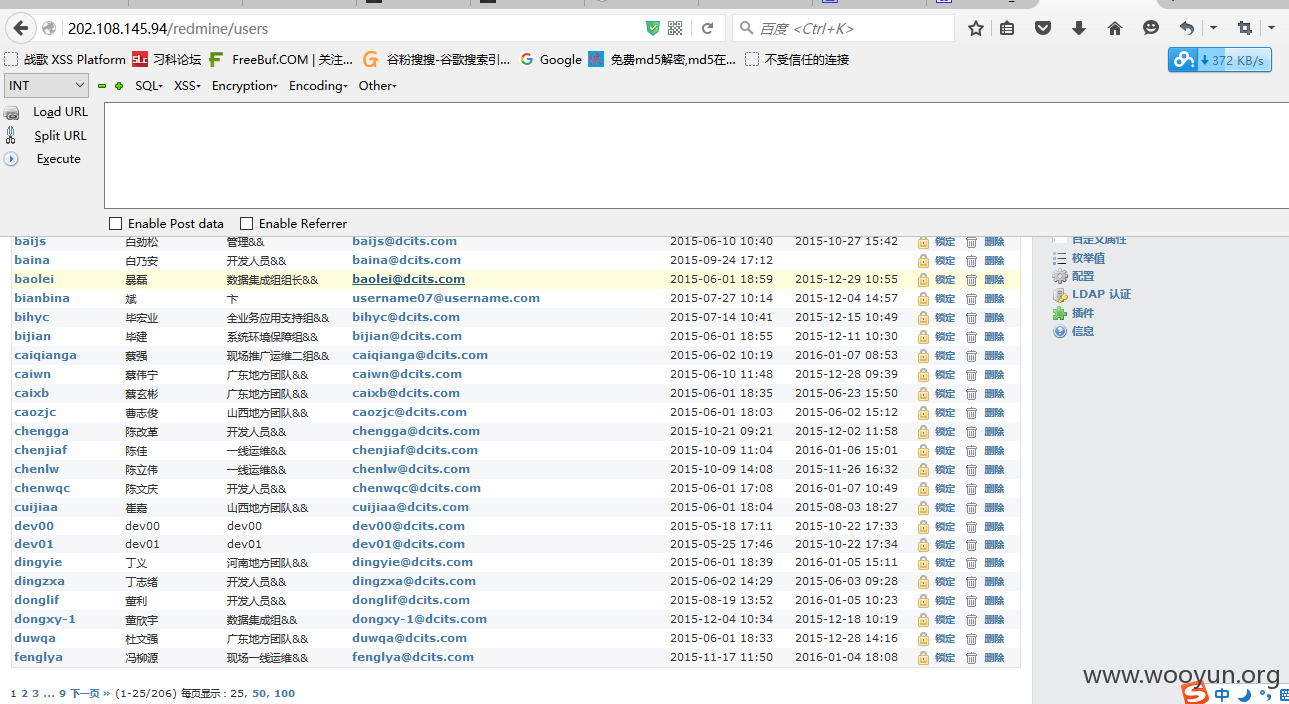 202.108.145.94/redmine/users 百度 <Ctrl+K>
战歌 XSS Platform 习科论坛 FreeBuf.COM | 关注... 谷粉搜搜-谷歌搜索引... Google 免费md5解密,md5在... 不受信任的连接 372 KB/s
INT SQL XSS Encryption Encoding Other
Load URL
Split URL
Execute
Enable Post data Enable Referrer
baijs 白劲松 管理&& baijs@dcits.com 2015-06-10 10:40 2015-10-27 15:42 锁定 删除 自定义属性
baina 白乃安 开发人员&& baina@dcits.com 2015-09-24 17:12 锁定 删除 枚举值
baolei 暴磊 数据集成组组长&& baolei@dcits.com 2015-06-01 18:59 2015-12-29 10:55 锁定 删除 配置
bianbina 斌 卞 username07@username.com 2015-07-27 10:14 2015-12-04 14:57 锁定 删除 LDAP 认证
bihyc 毕宏业 全业务应用支持组&& bihyc@dcits.com 2015-07-14 10:41 2015-12-15 10:49 锁定 删除 插件
bijian 毕建 系统环境保障组&& bijian@dcits.com 2015-06-01 18:55 2015-12-11 10:30 锁定 删除 信息
caiqianga 蔡强 现场推广运维二组&& caiqianga@dcits.com 2015-06-02 10:19 2016-01-07 08:53 锁定 删除
caiwn 蔡伟宁 广东地方团队&& caiwn@dcits.com 2015-06-10 11:48 2015-12-28 09:39 锁定 删除
caixb 蔡玄彬 广东地方团队&& caixb@dcits.com 2015-06-01 18:35 2015-06-23 15:50 锁定 删除
caozjc 曹志俊 山西地方团队&& caozjc@dcits.com 2015-06-01 18:03 2015-06-02 15:12 锁定 删除
chengga 陈改革 开发人员&& chengga@dcits.com 2015-10-21 09:21 2015-12-02 11:58 锁定 删除
chenjiaf 陈佳 一线运维&& chenjiaf@dcits.com 2015-10-09 11:04 2016-01-06 15:01 锁定 删除
chenlw 陈立伟 一线运维&& chenlw@dcits.com 2015-10-09 14:08 2015-11-26 16:32 锁定 删除
chenwqc 陈文庆 开发人员&& chenwqc@dcits.com 2015-06-01 17:08 2016-01-07 10:49 锁定 删除
cuijiaa 崔嘉 山西地方团队&& cuijiaa@dcits.com 2015-06-01 18:04 2015-08-03 18:27 锁定 删除
dev00 dev00 dev00 dev00@dcits.com 2015-05-18 17:11 2015-10-22 17:33 锁定 删除
dev01 dev01 dev01 dev01@dcits.com 2015-05-25 17:46 2015-10-22 17:34 锁定 删除
dingyie 丁义 河南地方团队&& dingyie@dcits.com 2015-06-01 18:39 2016-01-05 15:11 锁定 删除
dingzxa 丁志绪 开发人员&& dingzxa@dcits.com 2015-06-02 14:29 2015-06-03 09:28 锁定 删除
donglif 董利 开发人员&& donglif@dcits.com 2015-08-19 13:52 2016-01-05 10:23 锁定 删除
dongxy-1 董欣宇 数据集成组&& dongxy-1@dcits.com 2015-12-04 10:34 2015-12-18 10:19 锁定 删除
duwqa 杜文强 广东地方团队&& duwqa@dcits.com 2015-06-01 18:33 2015-12-28 14:16 锁定 删除
fenglya 冯柳源 现场一线运维&& fenglya@dcits.com 2015-11-17 11:50 2016-01-04 18:08 锁定 删除
1 2 3 ... 9 下一页 » (1-25/206) 每页显示 : 25, 50, 100
www.wooyun.org
中